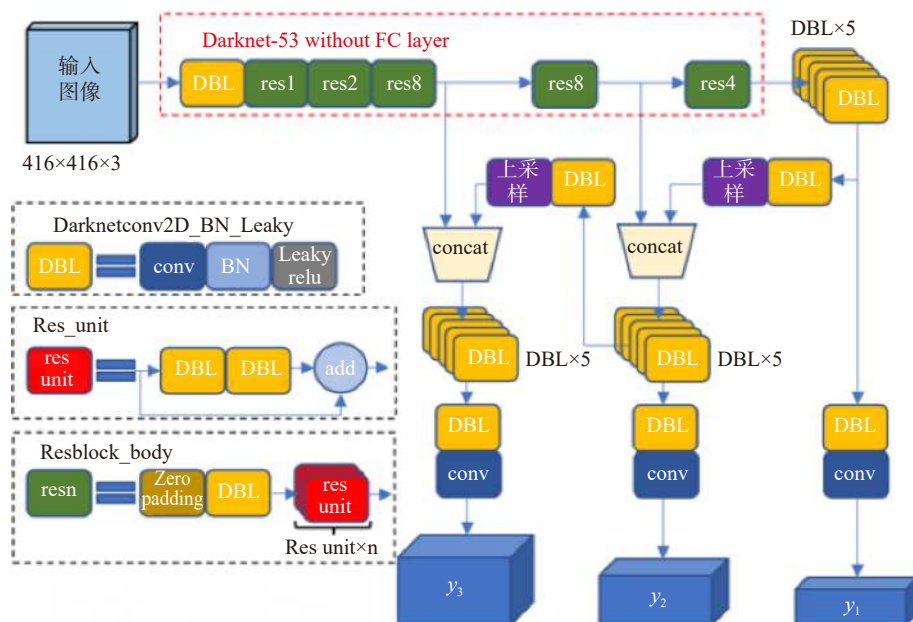 Darknet-53 without FC layer
DBL×5
输入
图像
DBL
res1
res2
res8
res8
res4
DBL
416×416×3
上采
样
DBL
上采
样
DBL
concat
concat
Darknetconv2D_BN_Leaky
DBL
conv
BN
Leaky
relu
Res_unit
res
unit
DBL
DBL
add
DBL
DBL×5
DBL
DBL×5
DBL
conv
DBL
conv
DBL
conv
Resblock_body
resn
Zero
padding
DBL
res
unit
Res unit×n
y3
y2
y1